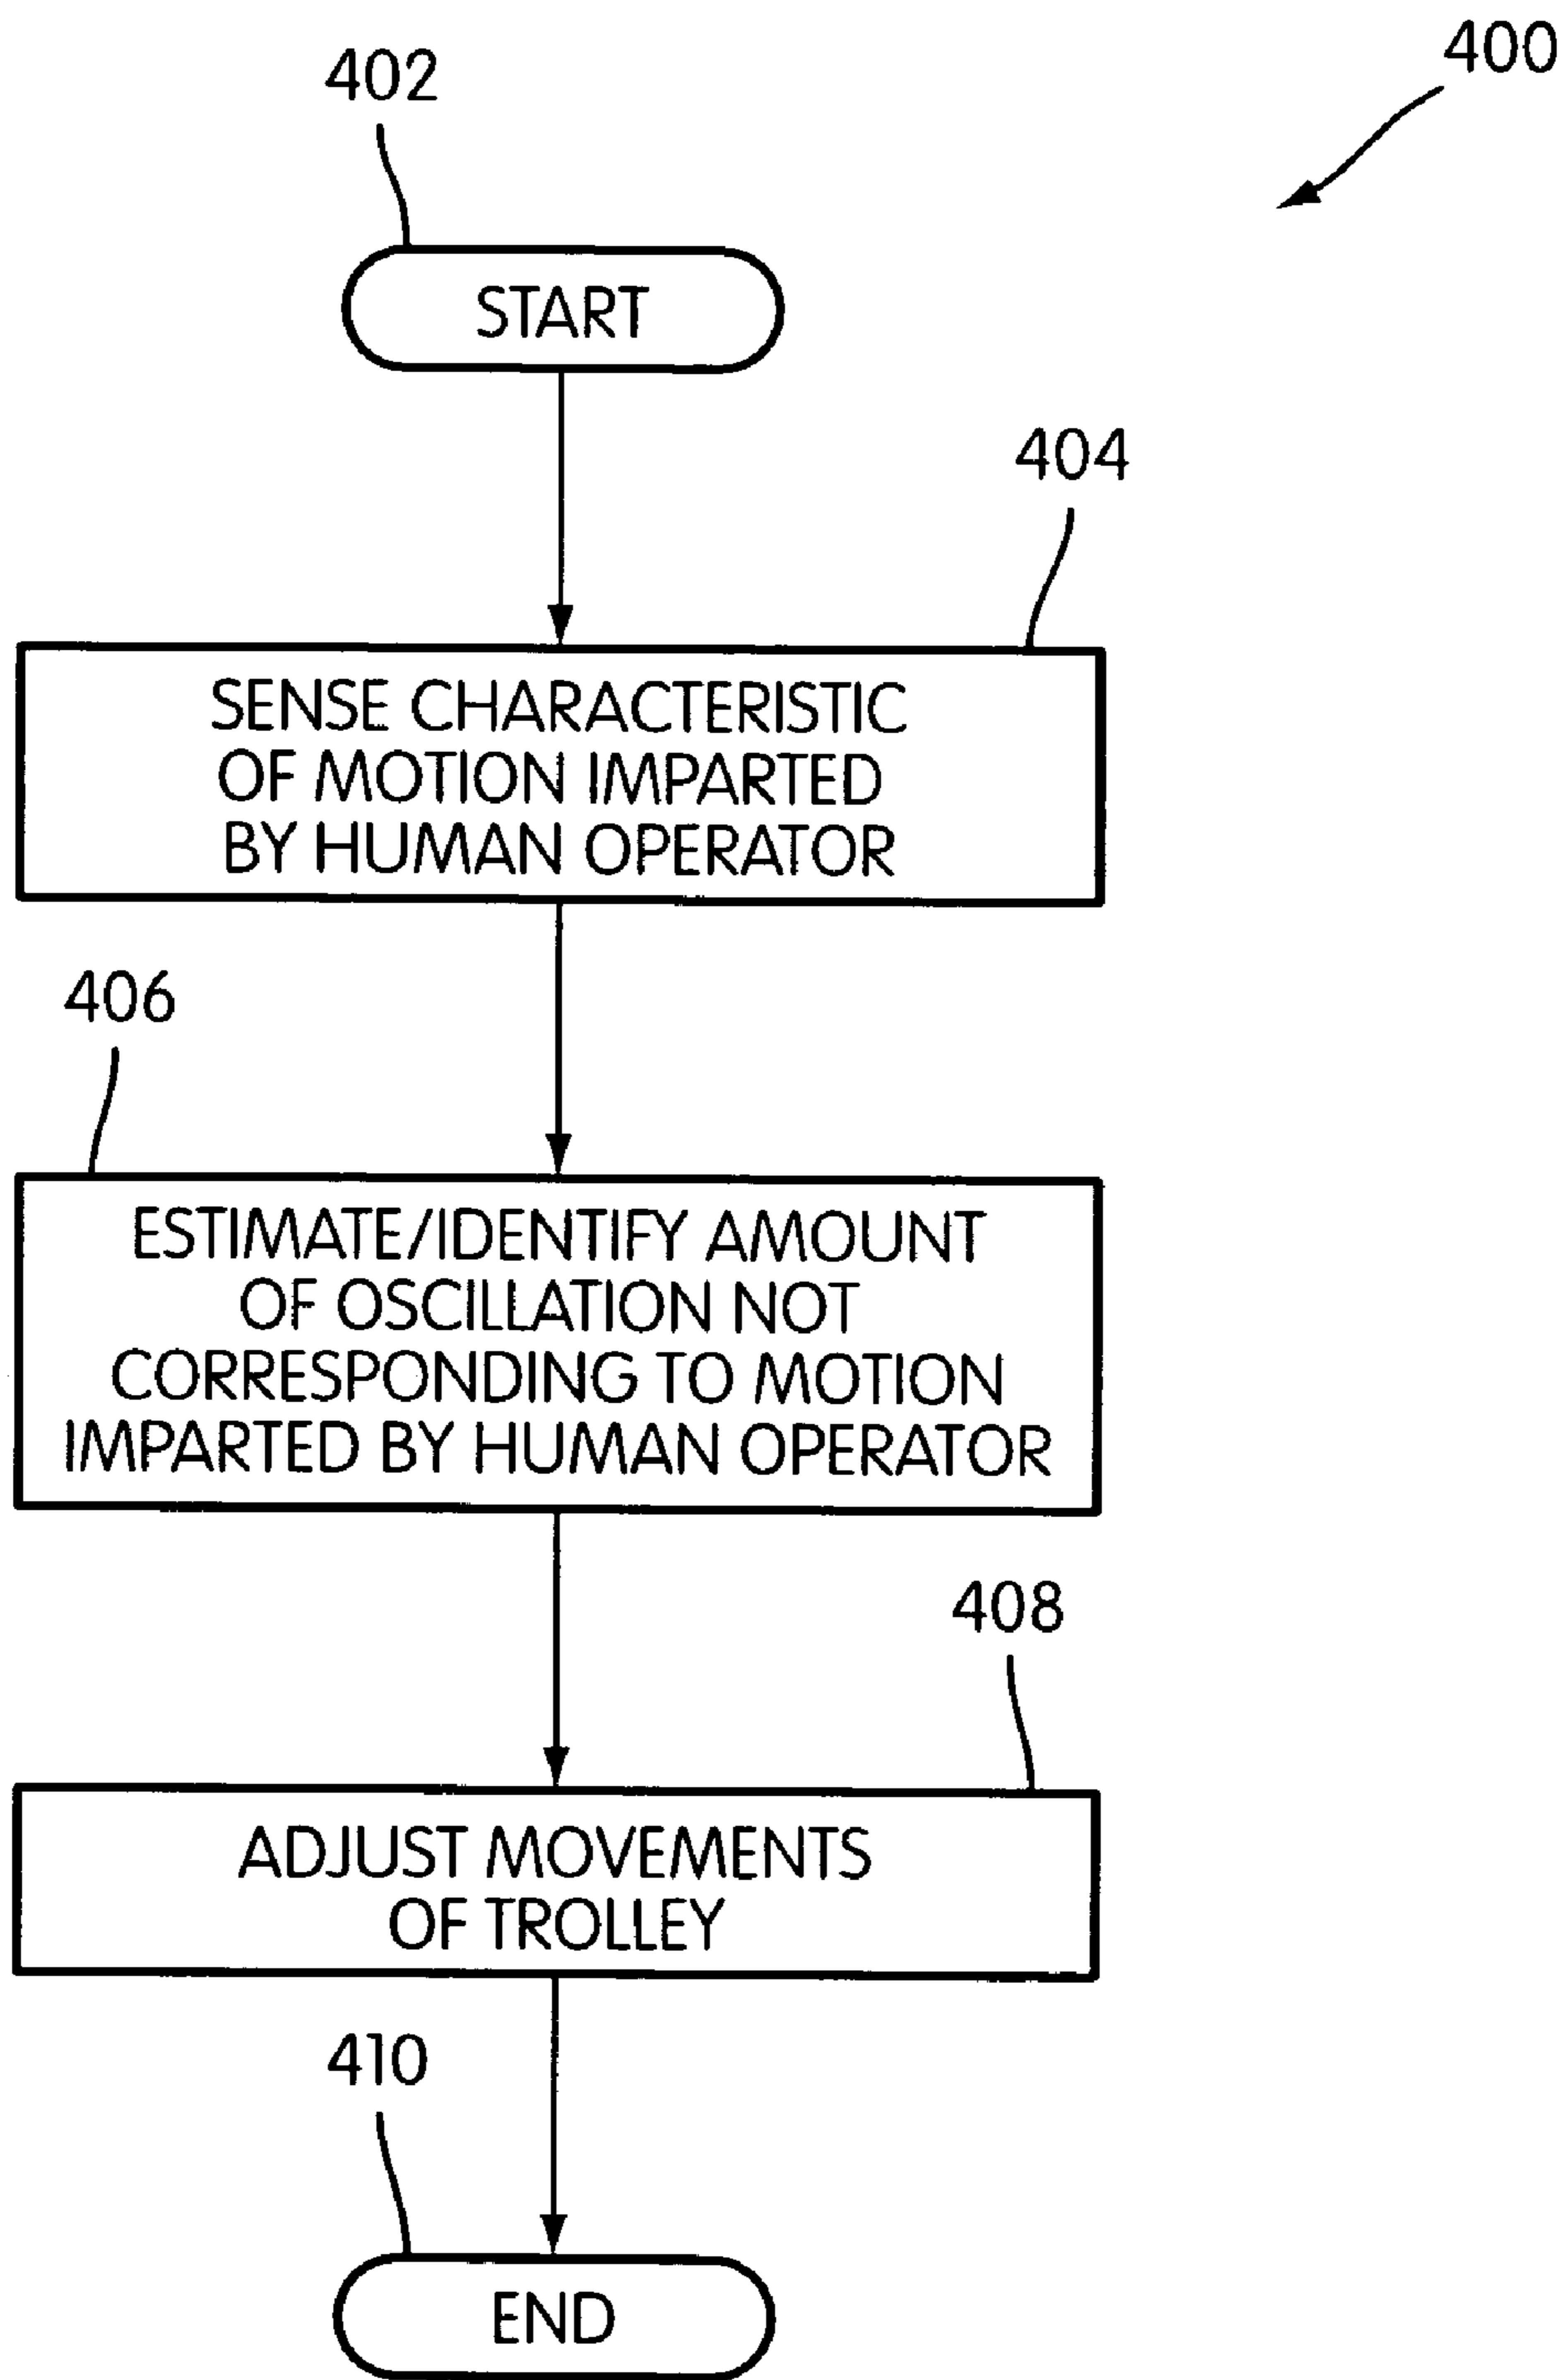 402
400
START
404
SENSE CHARACTERISTIC
OF MOTION IMPARTED
BY HUMAN OPERATOR
406
ESTIMATE/IDENTIFY AMOUNT
OF OSCILLATION NOT
CORRESPONDING TO MOTION
IMPARTED BY HUMAN OPERATOR
408
ADJUST MOVEMENTS
OF TROLLEY
410
END